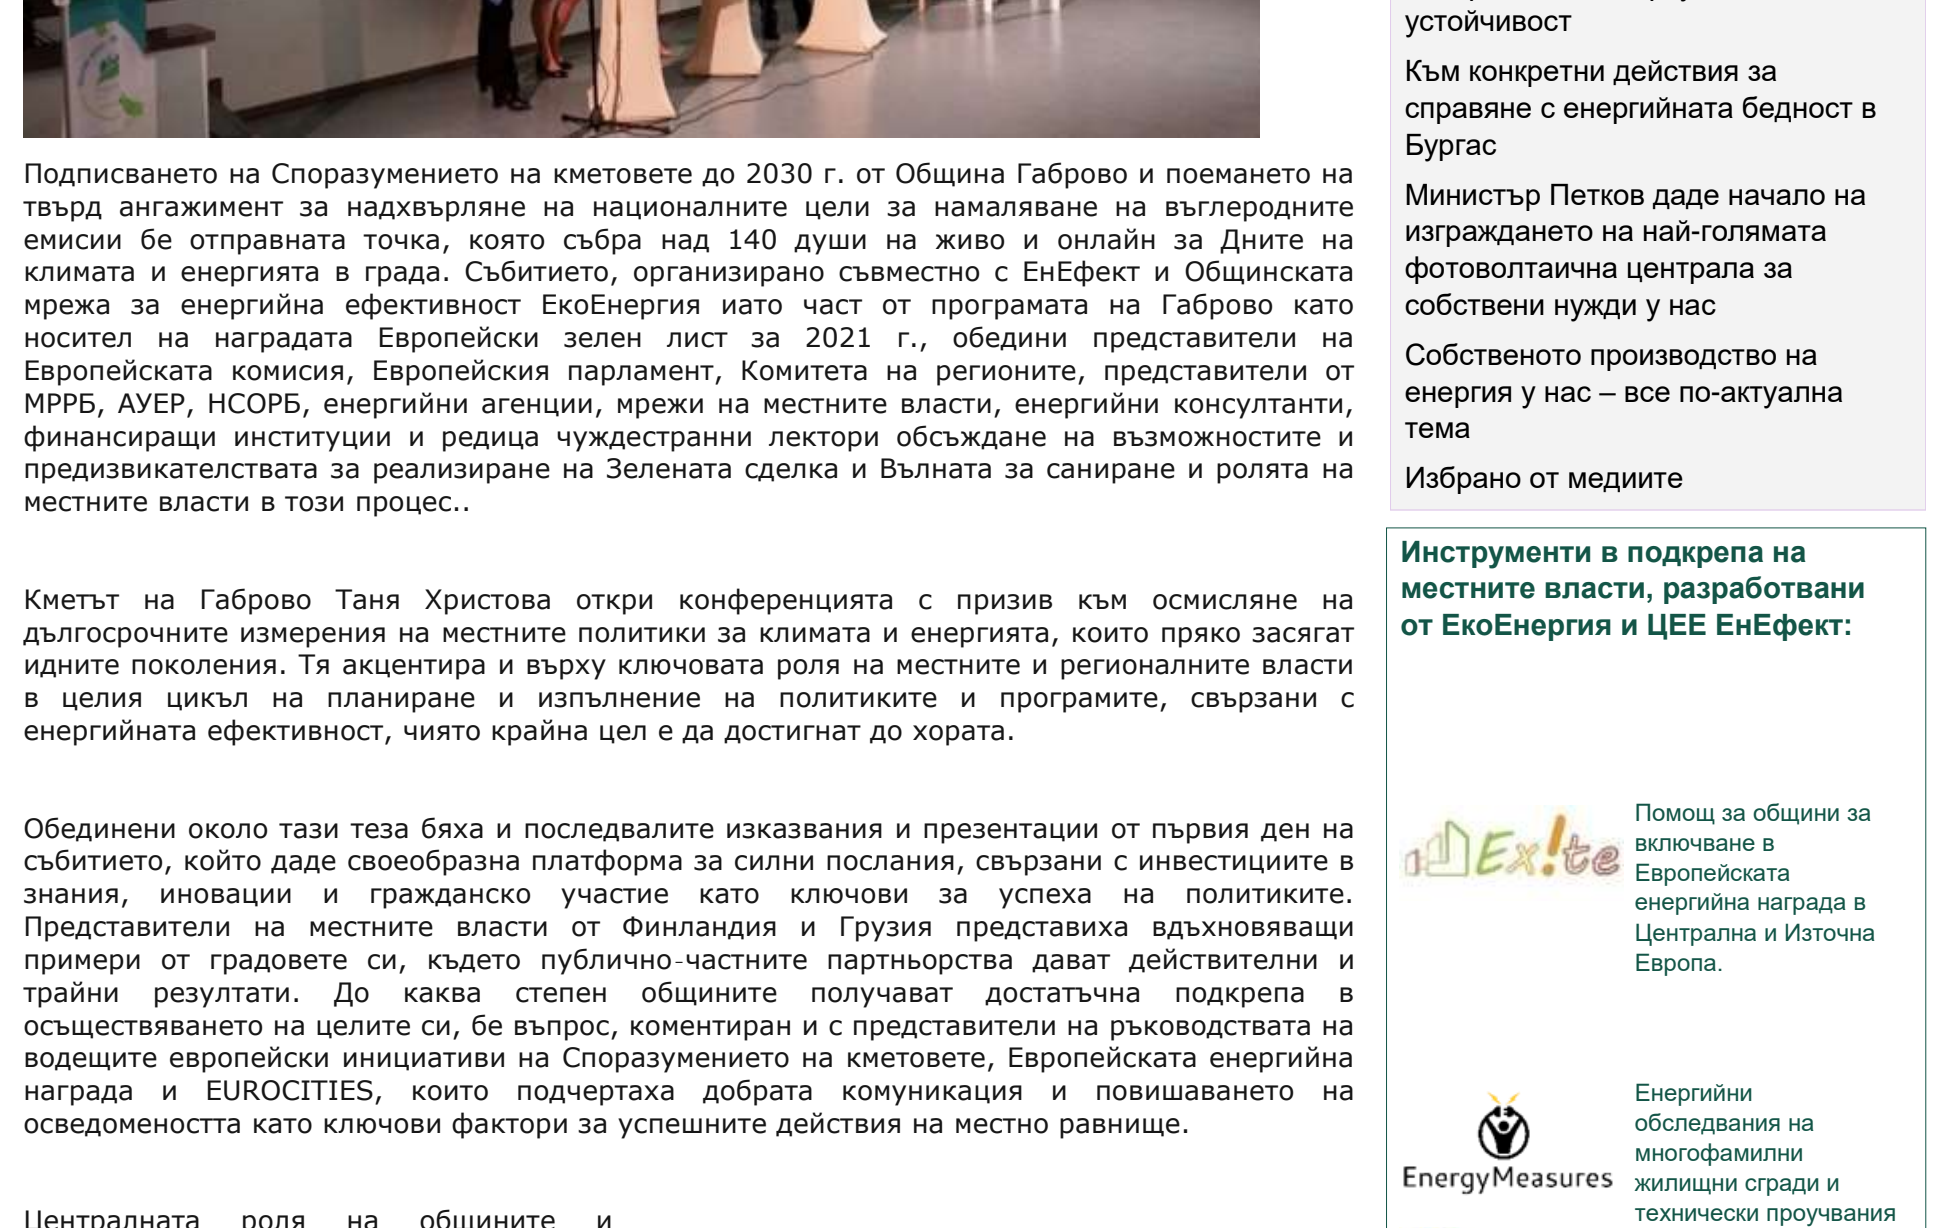 Подписването на Споразумението на кметовете до 2030 г. от Община Габрово и поемането на
твърд ангажимент за надхвърляне на националните цели за намаляване на въглеродните
емисии бе отправната точка, която събра над 140 души на живо и онлайн за Дните на
климата и енергията в града. Събитието, организирано съвместно с ЕнЕфект и Общинската
мрежа за енергийна ефективност ЕкоЕнергия иато част от програмата на Габрово като
носител на наградата Европейски зелен лист за 2021 г., обедини представители на
Европейската комисия, Европейския парламент, Комитета на регионите, представители от
МРРБ, АУЕР, НСОРБ, енергийни агенции, мрежи на местните власти, енергийни консултанти,
финансиращи институции и редица чуждестранни лектори обсъждане на възможностите и
предизвикателствата за реализиране на Зелената сделка и Вълната за саниране и ролята на
местните власти в този процес..
Кметът на Габрово Таня Христова откри конференцията с призив към осмисляне на
дългосрочните измерения на местните политики за климата и енергията, които пряко засягат
идните поколения. Тя акцентира и върху ключовата роля на местните и регионалните власти
в целия цикъл на планиране и изпълнение на политиките и програмите, свързани с
енергийната ефективност, чиято крайна цел е да достигнат до хората.
Обединени около тази теза бяха и последвалите изказвания и презентации от първия ден на
събитието, който даде своеобразна платформа за силни послания, свързани с инвестициите в
знания, иновации и гражданско участие като ключови за успеха на политиките.
Представители на местните власти от Финландия и Грузия представиха вдъхновяващи
примери от градовете си, където публично-частните партньорства дават действителни и
трайни резултати. До каква степен общините получават достатъчна подкрепа в
осъществяването на целите си, бе въпрос, коментиран и с представители на ръководствата на
водещите европейски инициативи на Споразумението на кметовете, Европейската енергийна
награда и EUROCITIES, които подчертаха добрата комуникация и повишаването на
осведомеността като ключови фактори за успешните действия на местно равнище.
Централната роля на общините и
устойчивост
Към конкретни действия за
справяне с енергийната бедност в
Бургас
Министър Петков даде начало на
изграждането на най-голямата
фотоволтаична централа за
собствени нужди у нас
Собственото производство на
енергия у нас – все по-актуална
тема
Избрано от медиите
Инструменти в подкрепа на
местните власти, разработвани
от ЕкоЕнергия и ЦЕЕ ЕнЕфект:
Ex!te
Помощ за общини за
включване в
Европейската
енергийна награда в
Централна и Източна
Европа.
EnergyMeasures
Енергийни
обследвания на
многофамилни
жилищни сгради и
технически проучвания